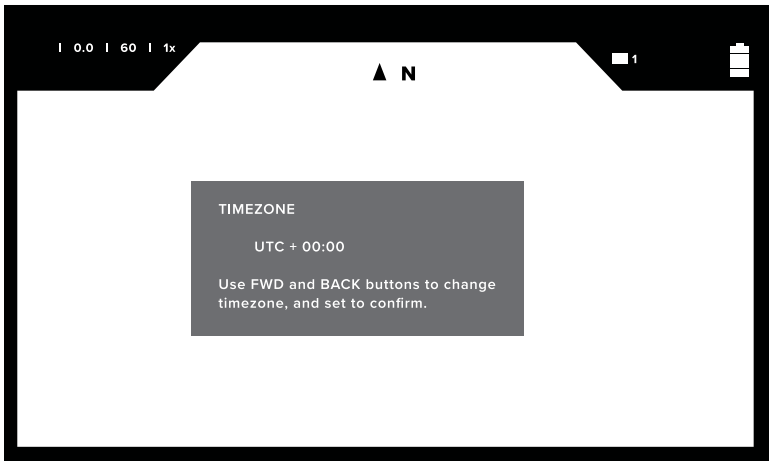 I 0.0 I 60 I 1x
1
N
TIMEZONE
UTC + 00:00
Use FWD and BACK buttons to change
timezone, and set to confirm.